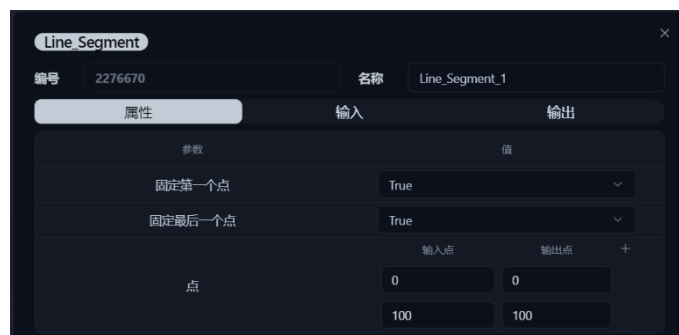 Line_Segment
编号 2276670 名称 Line_Segment_1
属性 输入 输出
参数 值
固定第一个点 True
固定最后一个点 True
输入点 输出点 +
点
0 0
100 100